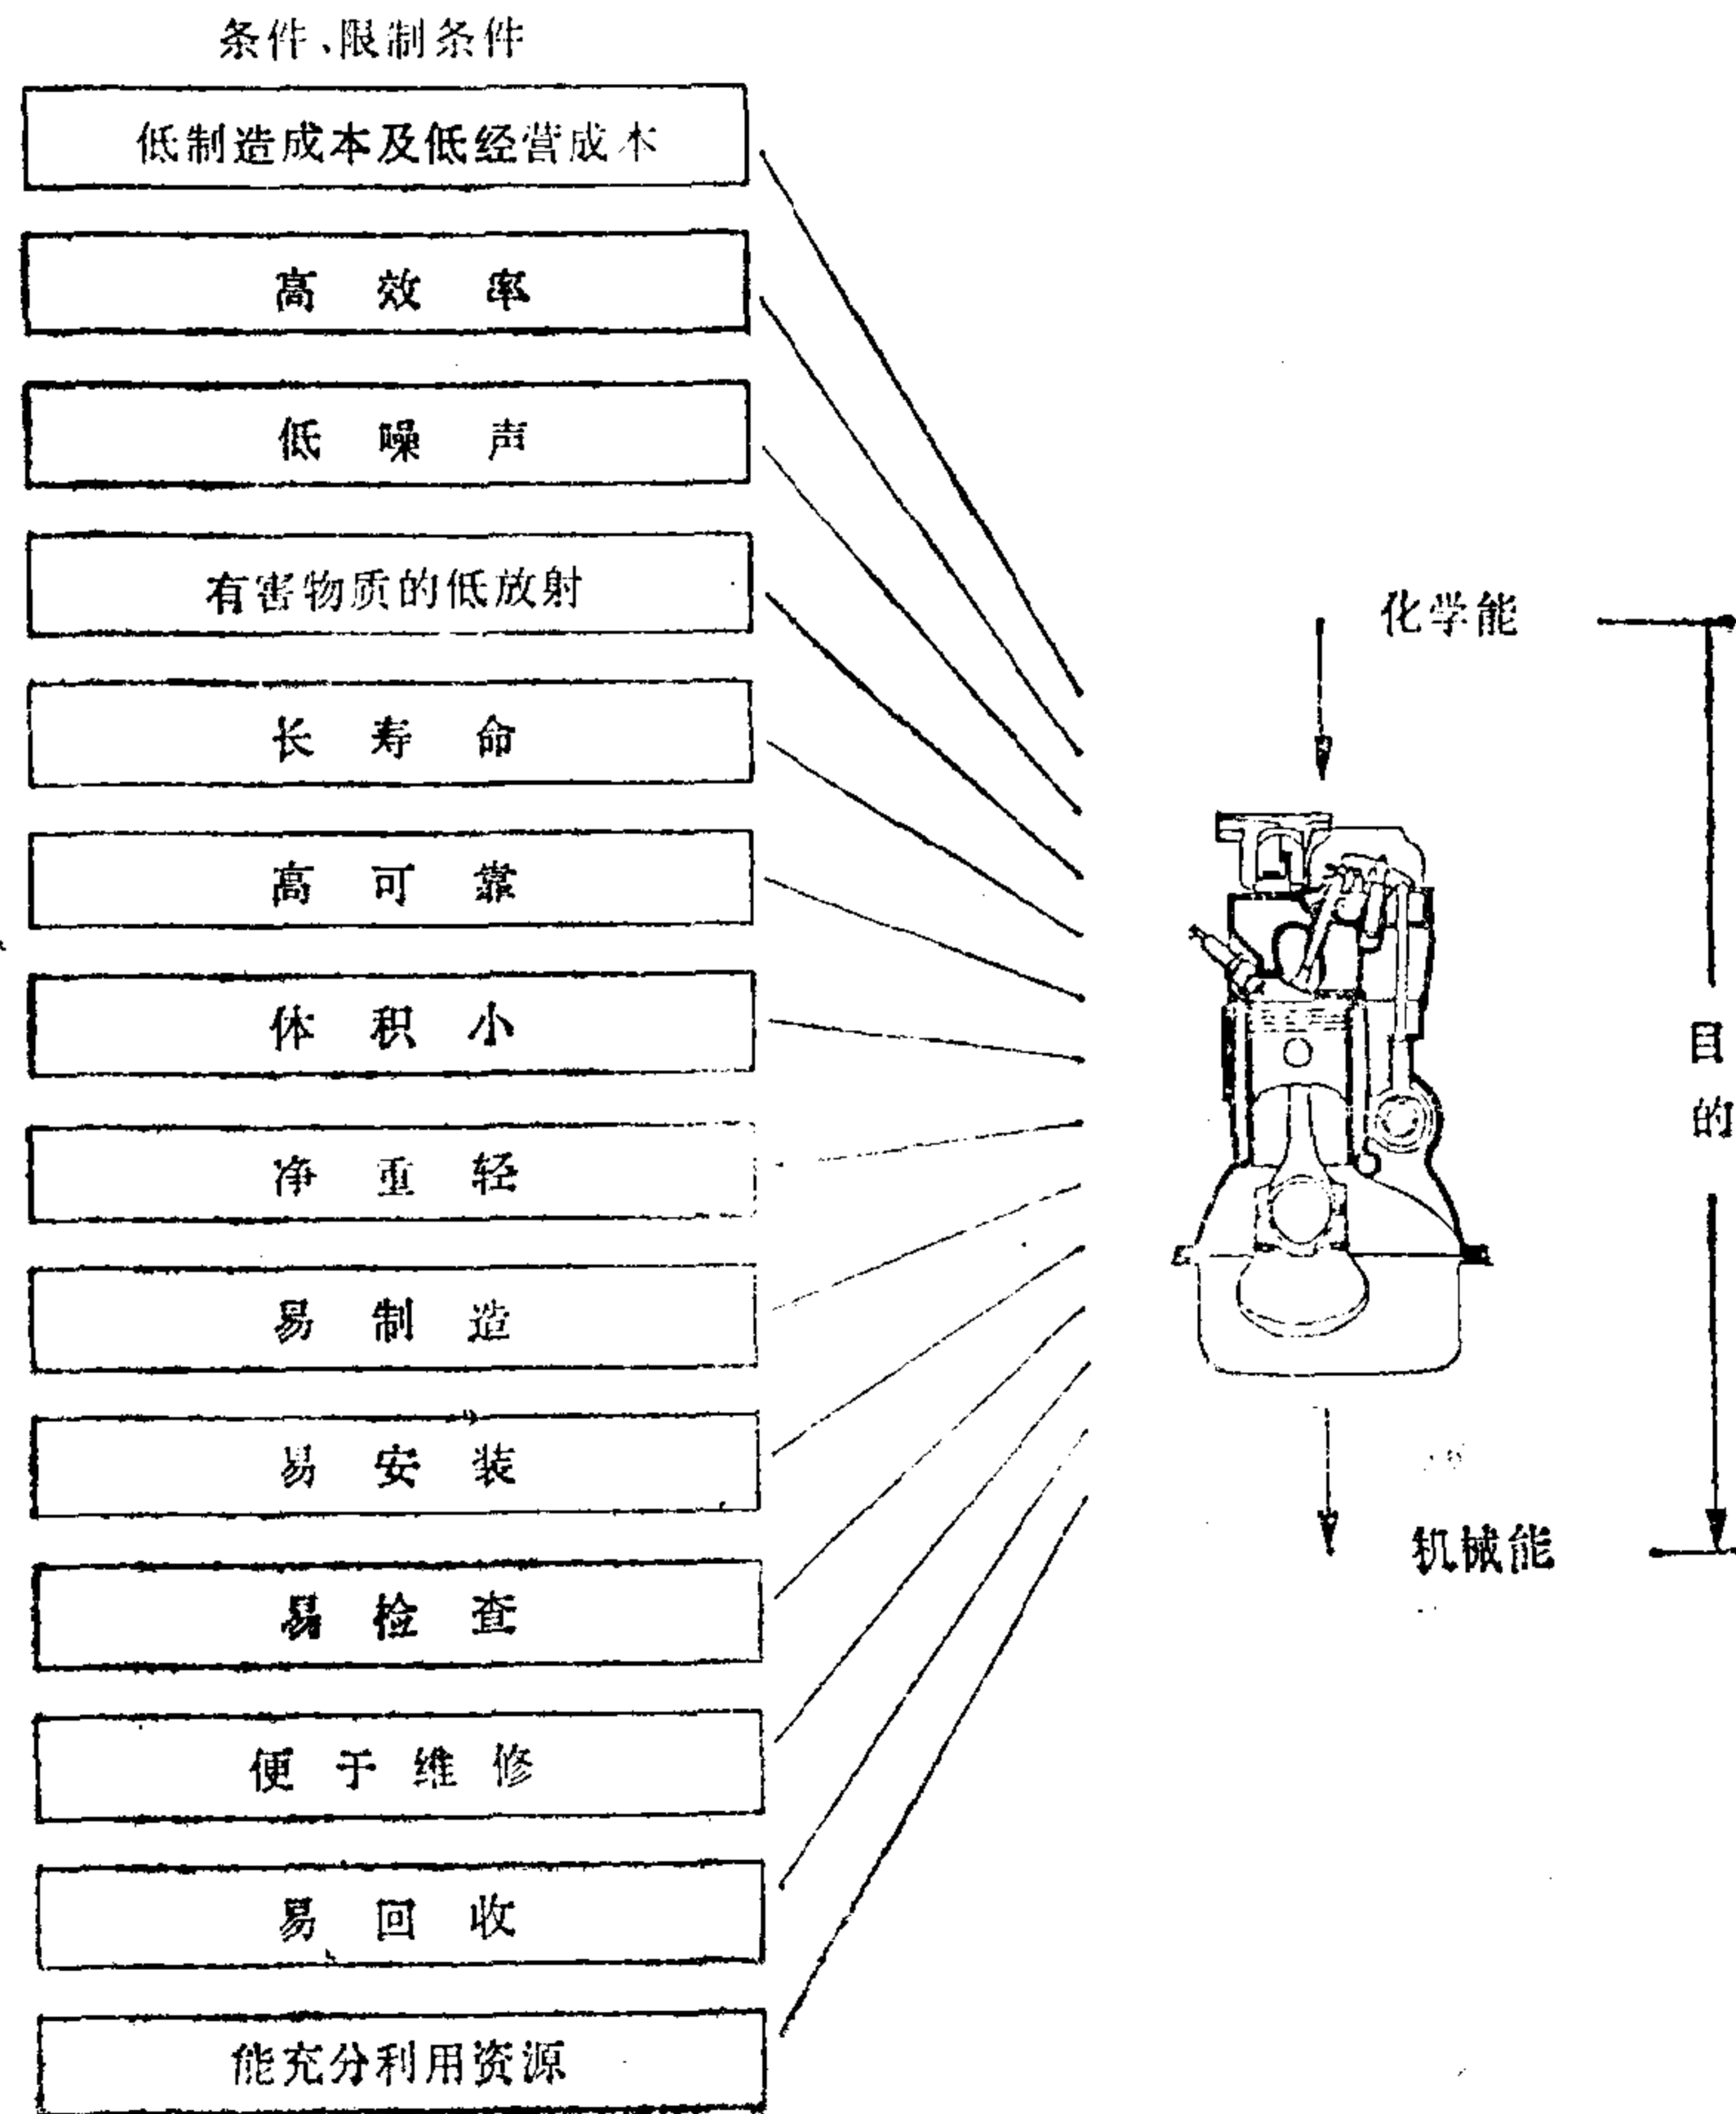 条件、限制条件
低制造成本及低经营成本
高效率
低噪声
有害物质的低放射
长寿命
高可靠
体积小
净重轻
易制造
易安装
易检查
便于维修
易回收
能充分利用资源
化学能
目的
机械能